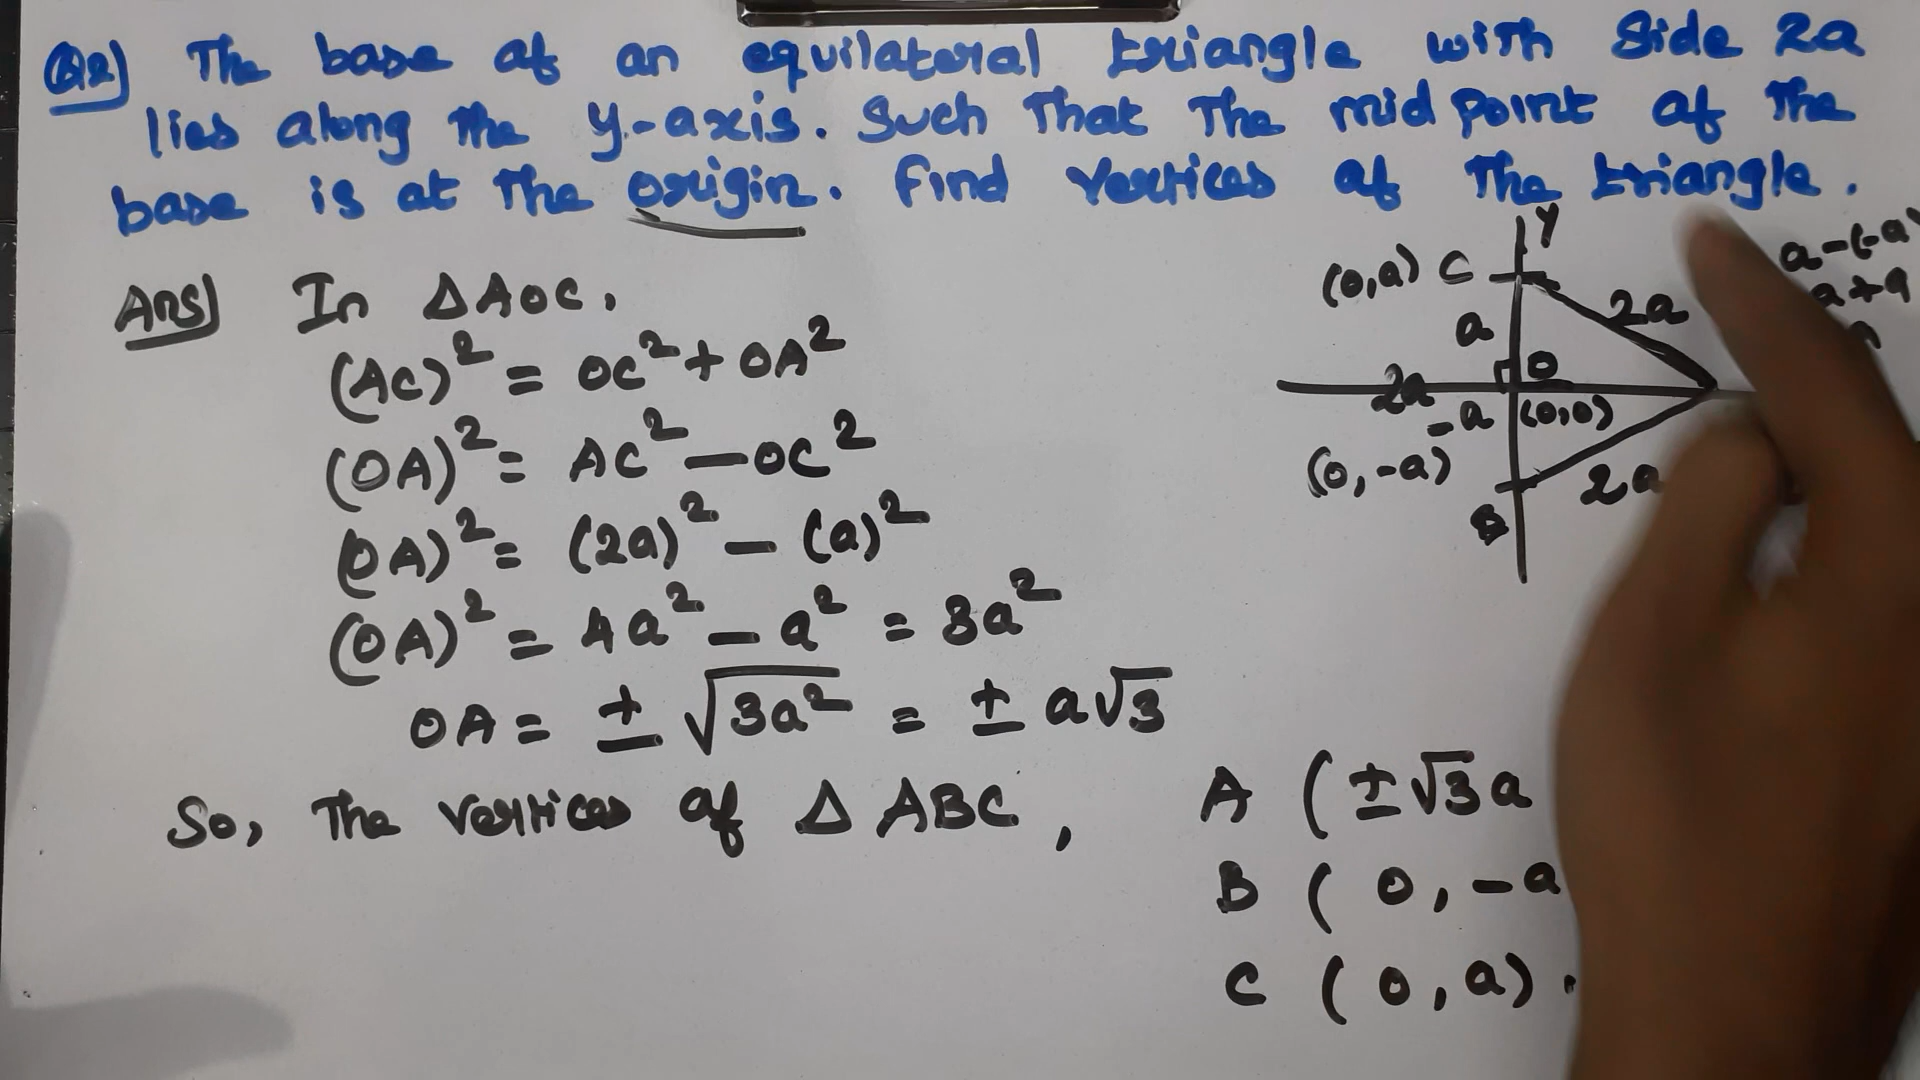 Q2) The base of an equilateral triangle with Side 2a
lies along the y-axis. Such That The mid point of The
base is at The origin. Find Vertices of The triangle.
Ans) In ΔAOC,
(AC)² = OC² + OA²
(OA)² = AC² - OC²
(OA)² = (2a)² - (a)²
(OA)² = 4a² - a² = 3a²
OA = ± √3a² = ± a√3
So, The Vertices of Δ ABC,
A (±√3a
B ( 0, -a
C ( 0, a) .
Y
(0,a) C
a
2a
O
2a
-a
(0,0)
(0,-a)
2a
B
a-(-a)
a+a